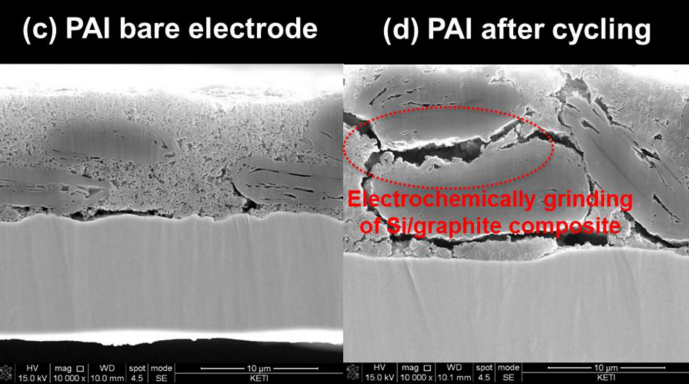 (c) PAI bare electrode
(d) PAI after cycling
Electrochemically grinding
of Si/graphite composite
HV mag WD spot mode
15.0 kV 10 000 x 10.0 mm 4.5 SE
10 µm
KETI
HV mag WD spot mode
15.0 kV 10 000 x 10.1 mm 4.5 SE
10 µm
KETI